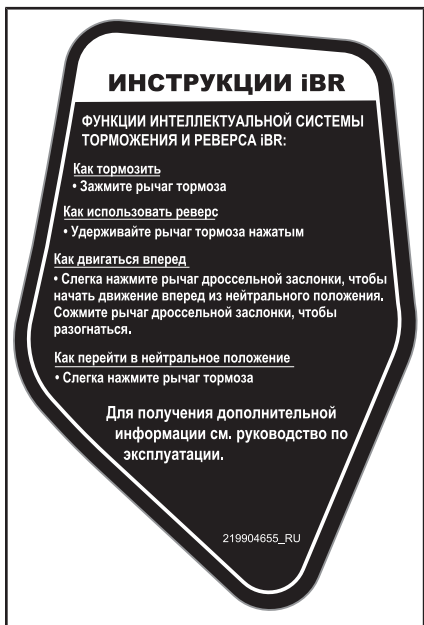 ИНСТРУКЦИИ iBR
ФУНКЦИИ ИНТЕЛЛЕКТУАЛЬНОЙ СИСТЕМЫ
ТОРМОЖЕНИЯ И РЕВЕРСА iBR:
Как тормозить
• Зажмите рычаг тормоза
Как использовать реверс
• Удерживайте рычаг тормоза нажатым
Как двигаться вперед
• Слегка нажмите рычаг дроссельной заслонки, чтобы
начать движение вперед из нейтрального положения.
Сожмите рычаг дроссельной заслонки, чтобы
разогнаться.
Как перейти в нейтральное положение
• Слегка нажмите рычаг тормоза
Для получения дополнительной
информации см. руководство по
эксплуатации.
219904655_RU